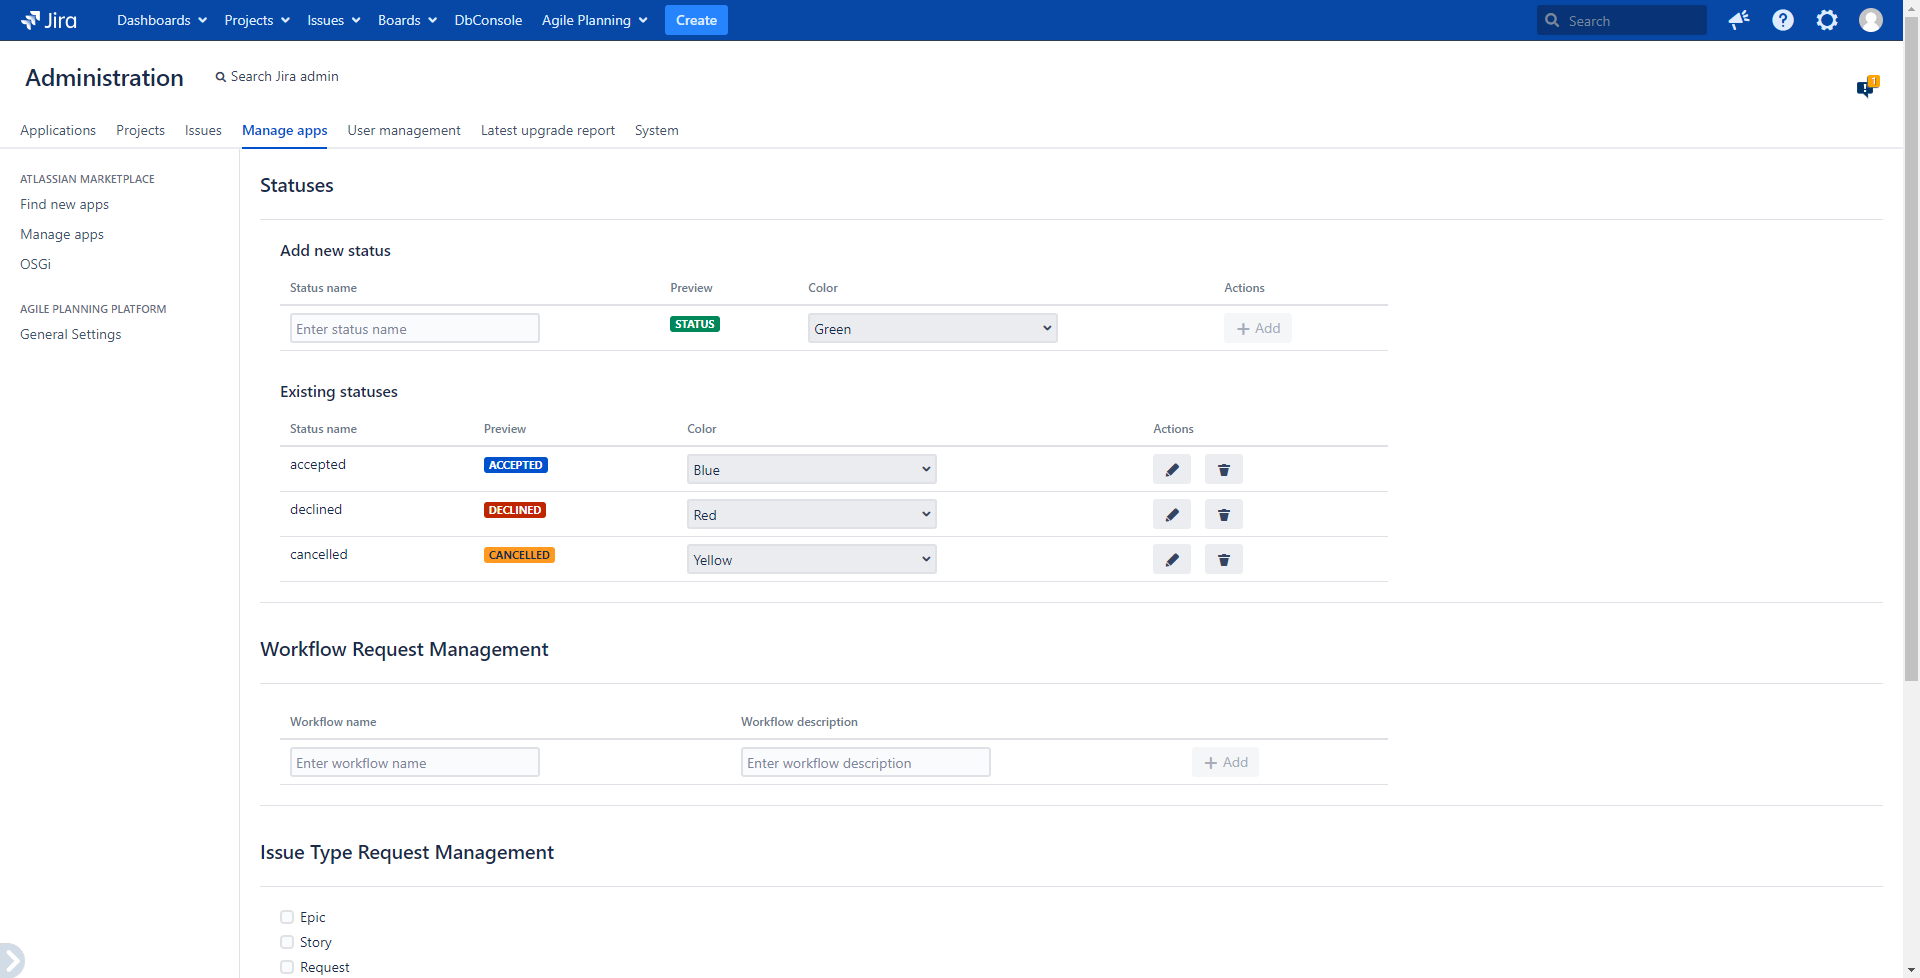 Jira Dashboards Projects Issues Boards DbConsole Agile Planning Create Search
Administration Search Jira admin
1
Applications Projects Issues Manage apps User management Latest upgrade report System
ATLASSIAN MARKETPLACE
Find new apps
Manage apps
OSGi
AGILE PLANNING PLATFORM
General Settings
Statuses
Add new status
Status name Preview Color Actions
Enter status name STATUS Green + Add
Existing statuses
Status name Preview Color Actions
accepted ACCEPTED Blue
declined DECLINED Red
cancelled CANCELLED Yellow
Workflow Request Management
Workflow name Workflow description
Enter workflow name Enter workflow description + Add
Issue Type Request Management
Epic
Story
Request